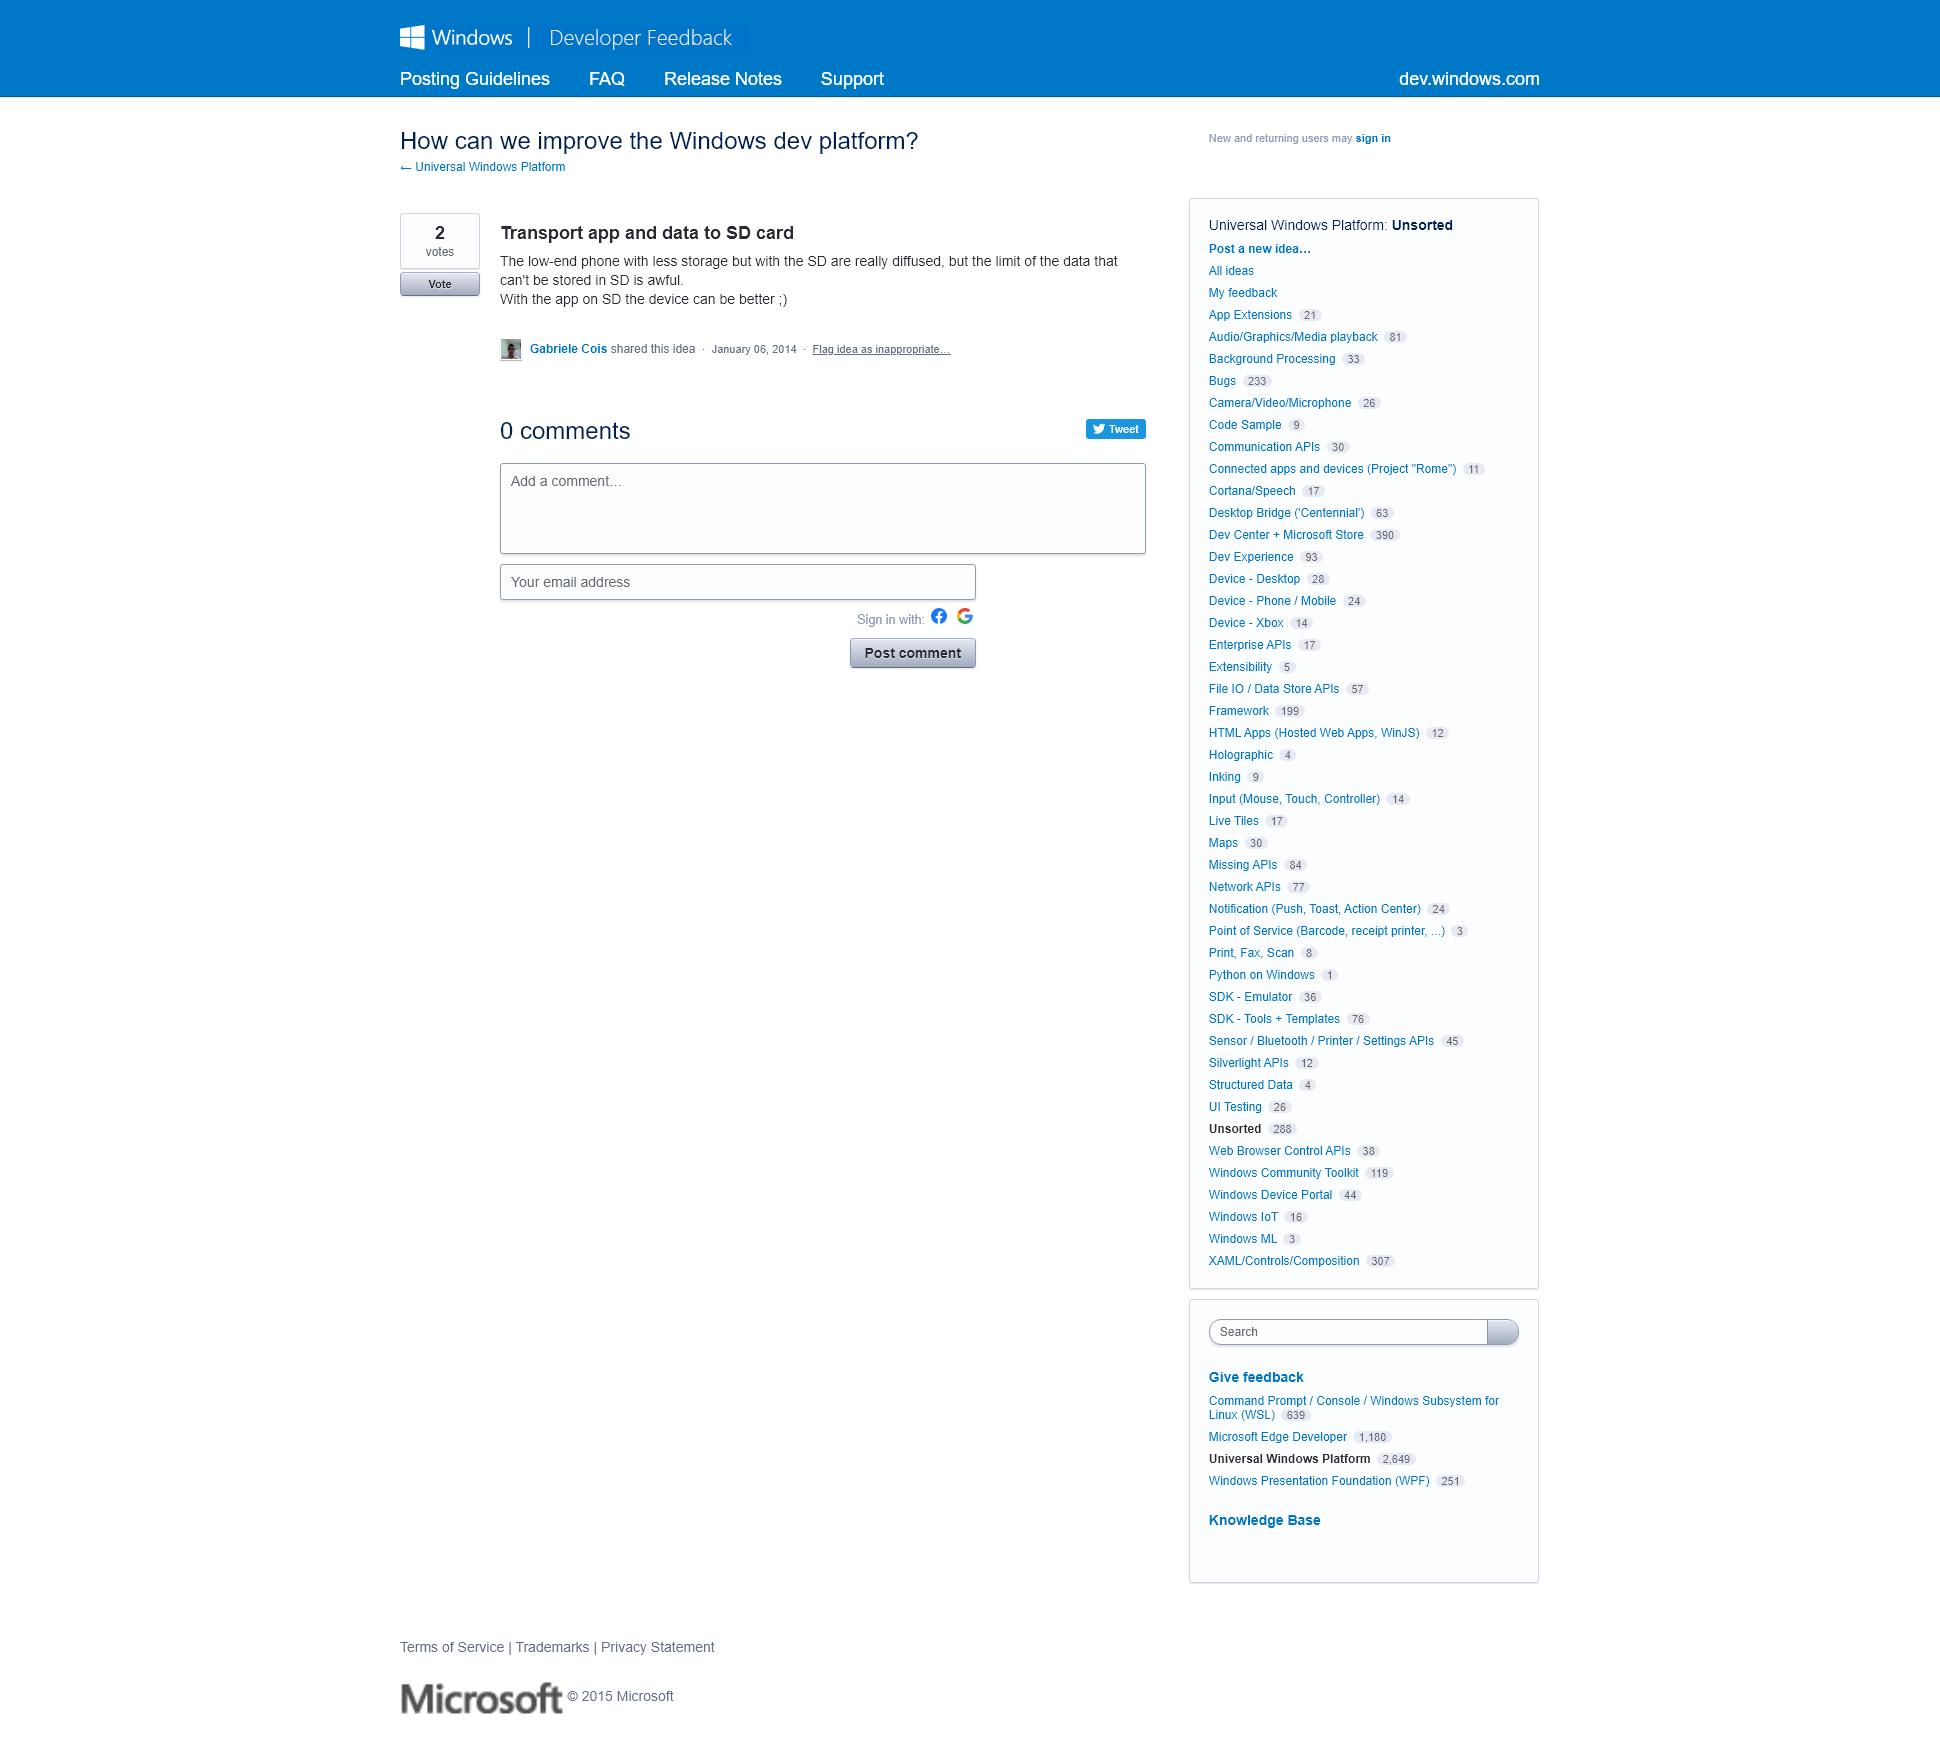 Windows | Developer Feedback
Posting Guidelines FAQ Release Notes Support dev.windows.com
How can we improve the Windows dev platform?
← Universal Windows Platform
New and returning users may sign in
2
votes
Vote
Transport app and data to SD card
The low-end phone with less storage but with the SD are really diffused, but the limit of the data that
can't be stored in SD is awful.
With the app on SD the device can be better ;)
Gabriele Cois shared this idea · January 06, 2014 · Flag idea as inappropriate…
0 comments
Tweet
Add a comment…
Your email address
Sign in with:
Post comment
Universal Windows Platform: Unsorted
Post a new idea…
All ideas
My feedback
App Extensions 21
Audio/Graphics/Media playback 81
Background Processing 33
Bugs 233
Camera/Video/Microphone 26
Code Sample 9
Communication APIs 30
Connected apps and devices (Project "Rome") 11
Cortana/Speech 17
Desktop Bridge ('Centennial') 63
Dev Center + Microsoft Store 390
Dev Experience 93
Device - Desktop 28
Device - Phone / Mobile 24
Device - Xbox 14
Enterprise APIs 17
Extensibility 5
File IO / Data Store APIs 57
Framework 199
HTML Apps (Hosted Web Apps, WinJS) 12
Holographic 4
Inking 9
Input (Mouse, Touch, Controller) 14
Live Tiles 17
Maps 30
Missing APIs 84
Network APIs 77
Notification (Push, Toast, Action Center) 24
Point of Service (Barcode, receipt printer, ...) 3
Print, Fax, Scan 8
Python on Windows 1
SDK - Emulator 36
SDK - Tools + Templates 76
Sensor / Bluetooth / Printer / Settings APIs 45
Silverlight APIs 12
Structured Data 4
UI Testing 26
Unsorted 288
Web Browser Control APIs 38
Windows Community Toolkit 119
Windows Device Portal 44
Windows IoT 16
Windows ML 3
XAML/Controls/Composition 307
Search
Give feedback
Command Prompt / Console / Windows Subsystem for
Linux (WSL) 639
Microsoft Edge Developer 1,180
Universal Windows Platform 2,649
Windows Presentation Foundation (WPF) 251
Knowledge Base
Terms of Service | Trademarks | Privacy Statement
Microsoft © 2015 Microsoft